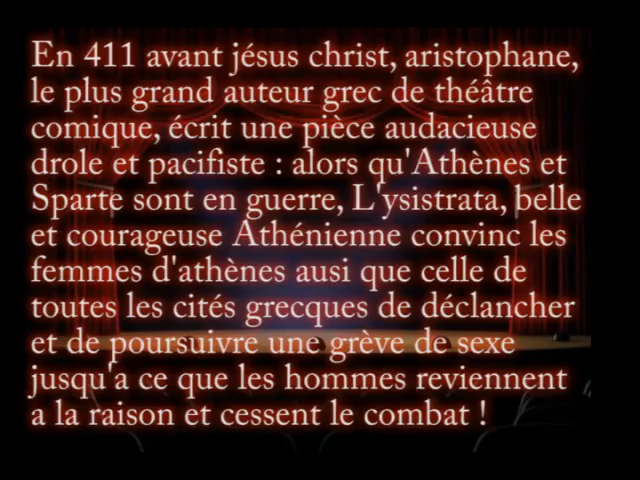 En 411 avant jésus christ, aristophane,
le plus grand auteur grec de théâtre
comique, écrit une pièce audacieuse
drole et pacifiste : alors qu'Athènes et
Sparte sont en guerre, L'ysistrata, belle
et courageuse Athénienne convinc les
femmes d'athènes ausi que celle de
toutes les cités grecques de déclancher
et de poursuivre une grève de sexe
jusqu'a ce que les hommes reviennent
a la raison et cessent le combat !